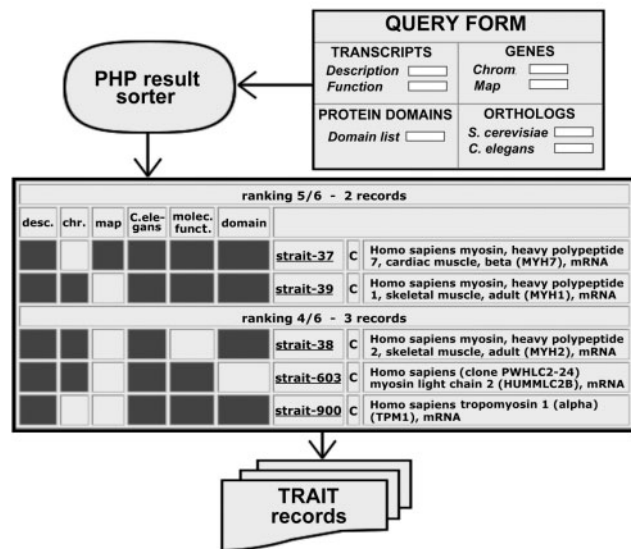 QUERY FORM
TRANSCRIPTS
Description
Function
GENES
Chrom
Map
PROTEIN DOMAINS
Domain list
ORTHOLOGS
S. cerevisiae
C. elegans
PHP result
sorter
ranking 5/6 - 2 records
desc. chr. map C.ele- molec. domain
gans funct.
strait-37 C Homo sapiens myosin, heavy polypeptide
7, cardiac muscle, beta (MYH7), mRNA
strait-39 C Homo sapiens myosin, heavy polypeptide
1, skeletal muscle, adult (MYH1), mRNA
ranking 4/6 - 3 records
strait-38 C Homo sapiens myosin, heavy polypeptide
2, skeletal muscle, adult (MYH2), mRNA
strait-603 C Homo sapiens (clone PWHLC2-24)
myosin light chain 2 (HUMMLC2B), mRNA
strait-900 C Homo sapiens tropomyosin 1 (alpha)
(TPM1), mRNA
TRAIT
records